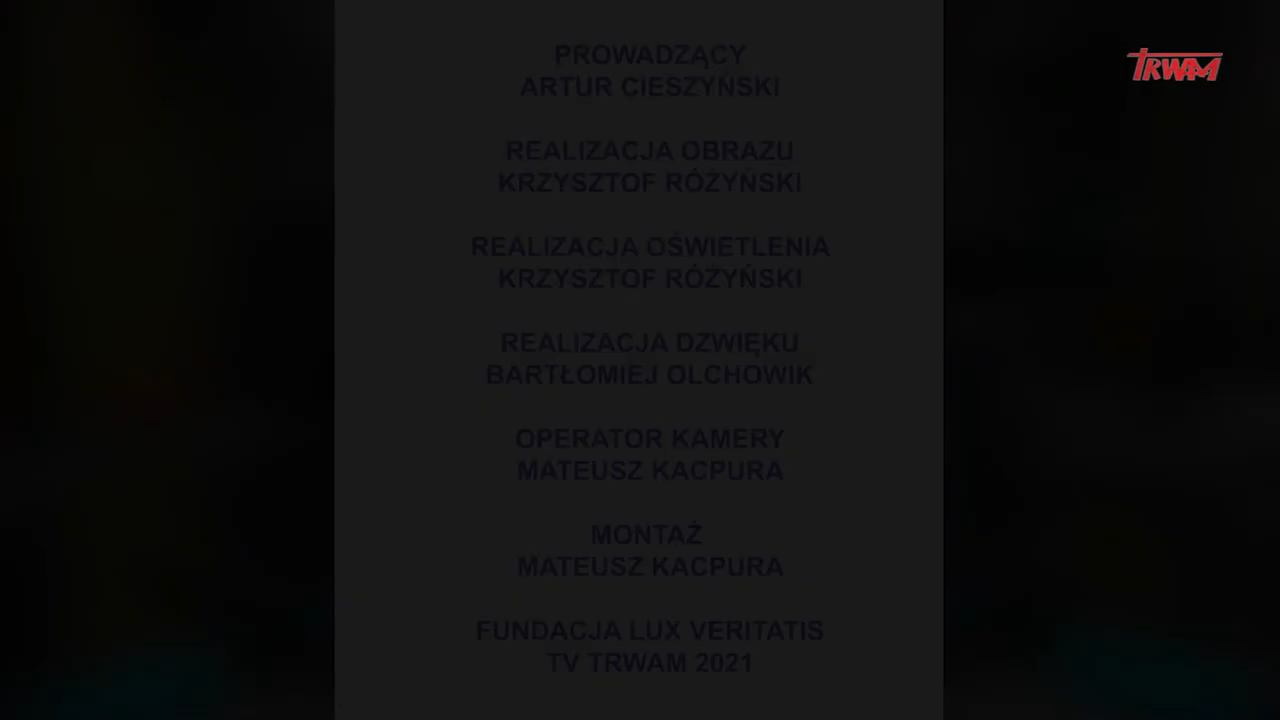 TRWAM
PROWADZĄCY
ARTUR CIESZYŃSKI
REALIZACJA OBRAZU
KRZYSZTOF RÓŻYŃSKI
REALIZACJA OŚWIETLENIA
KRZYSZTOF RÓŻYŃSKI
REALIZACJA DZWIĘKU
BARTŁOMIEJ OLCHOWIK
OPERATOR KAMERY
MATEUSZ KACPURA
MONTAŻ
MATEUSZ KACPURA
FUNDACJA LUX VERITATIS
TV TRWAM 2021